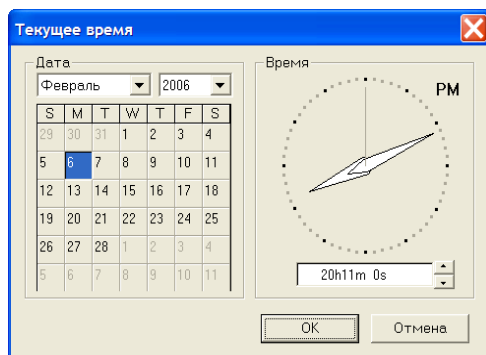 Текущее время
Дата
Февраль 2006
S M T W T F S
29 30 31 1 2 3 4
5 6 7 8 9 10 11
12 13 14 15 16 17 18
19 20 21 22 23 24 25
26 27 28 1 2 3 4
5 6 7 8 9 10 11
Время
PM
20h11m 0s
OK Отмена